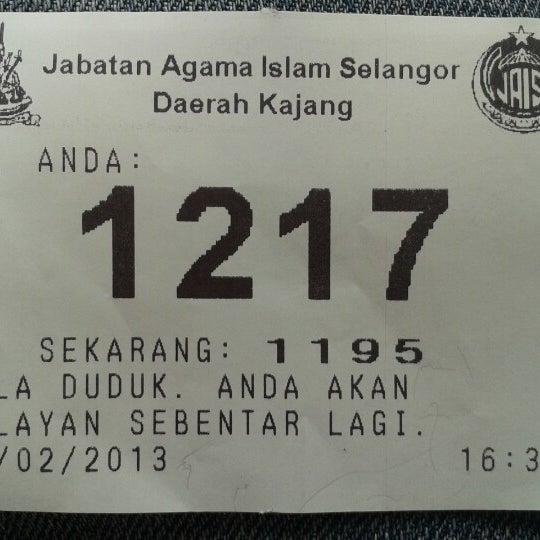 Jabatan Agama Islam Selangor
Daerah Kajang
JAIS
ANDA:
1217
SEKARANG: 1195
LA DUDUK. ANDA AKAN
LAYAN SEBENTAR LAGI.
/02/2013 16:3